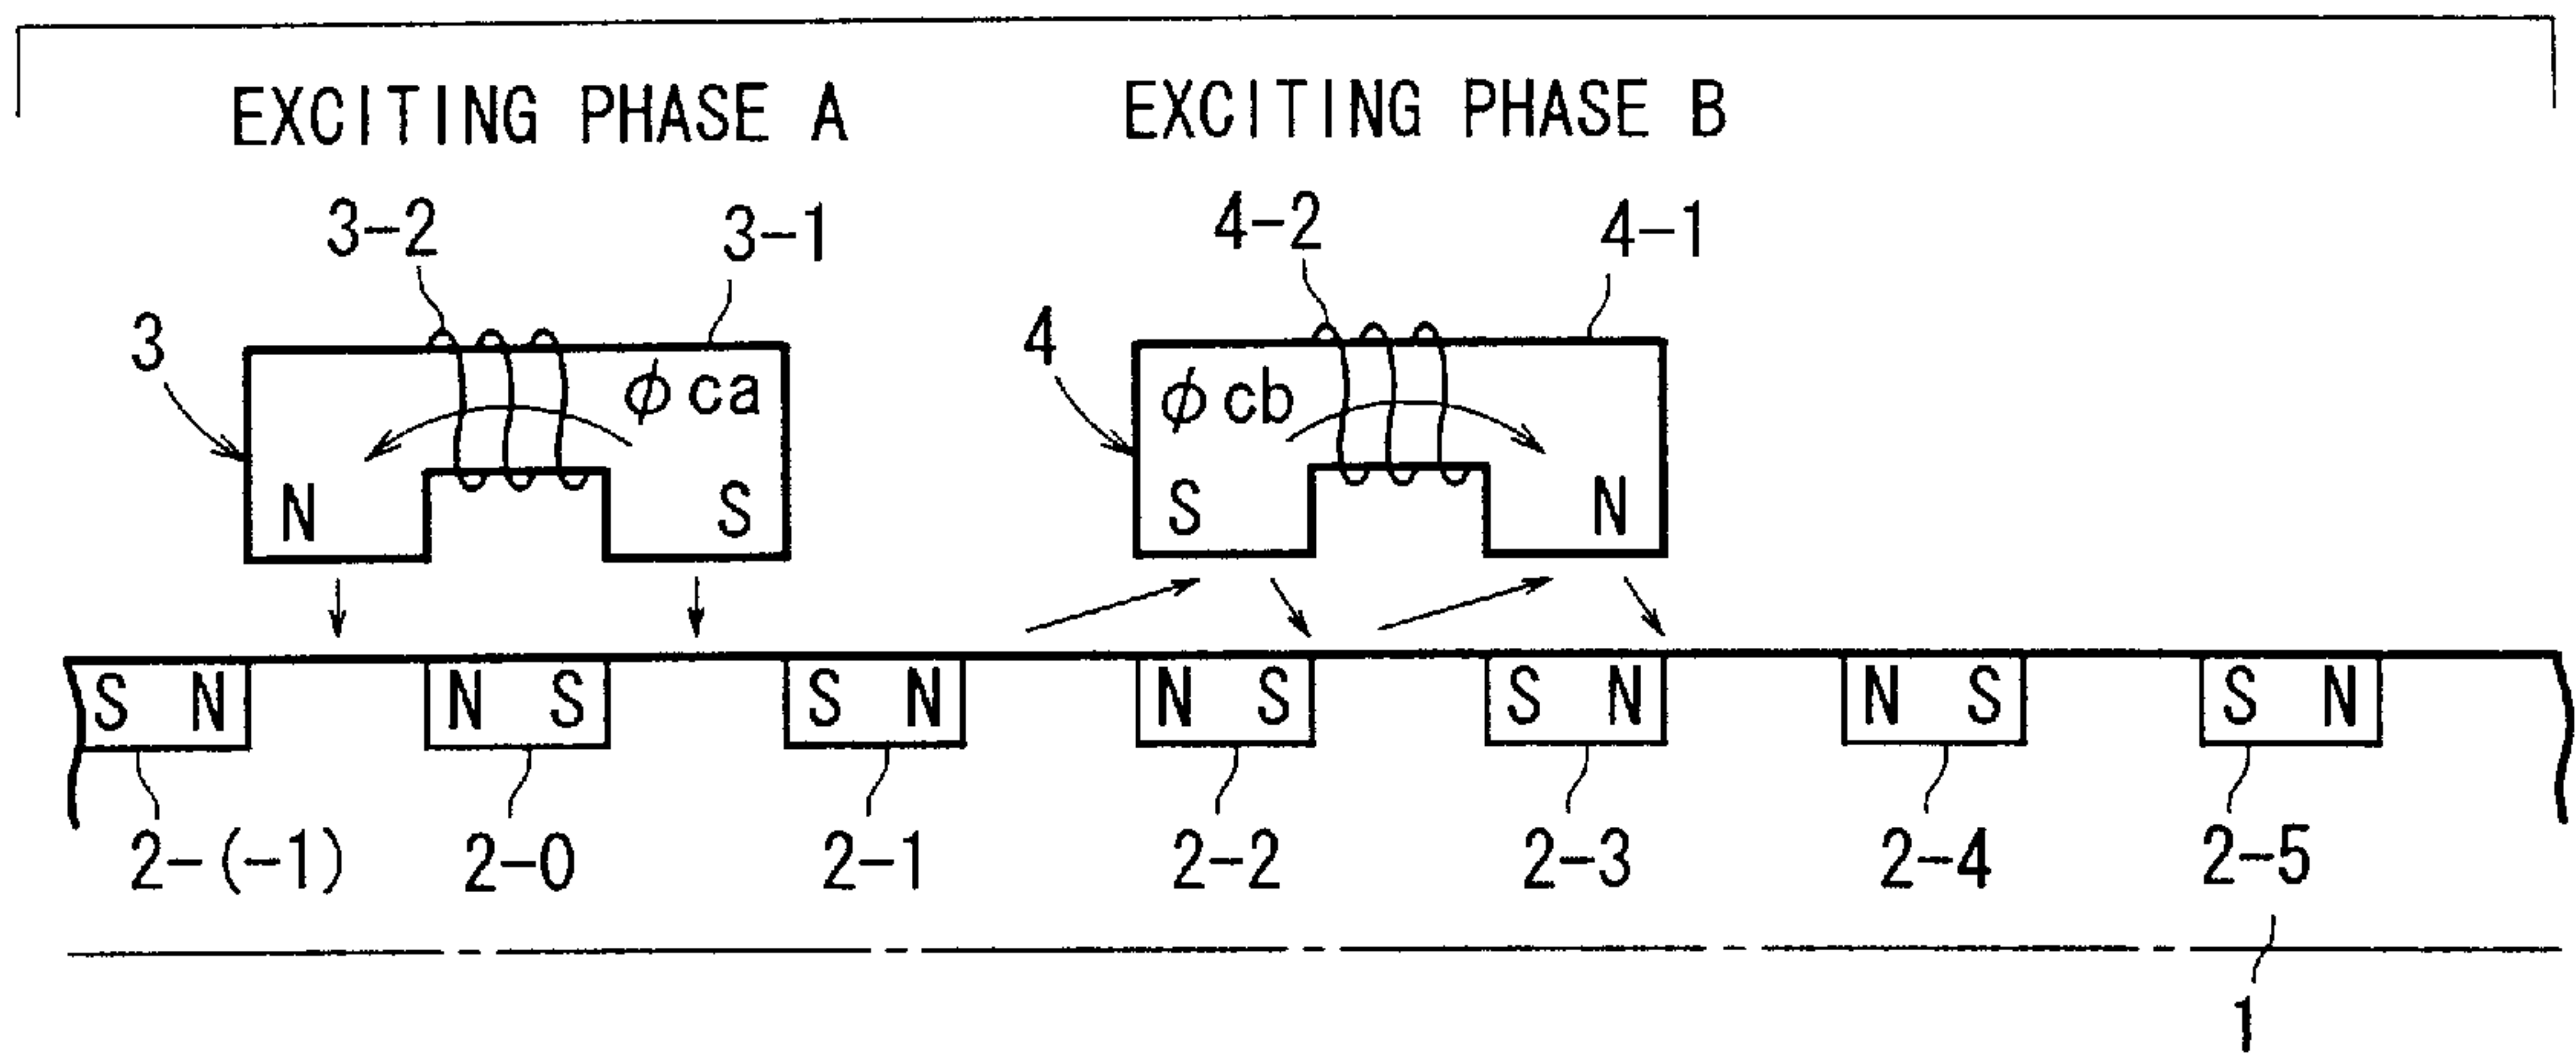 EXCITING PHASE A EXCITING PHASE B
3-2 3-1 4-2 4-1
3 4
ϕca ϕcb
N S S N
S N N S S N N S S N N S S N
2-(-1) 2-0 2-1 2-2 2-3 2-4 2-5
1